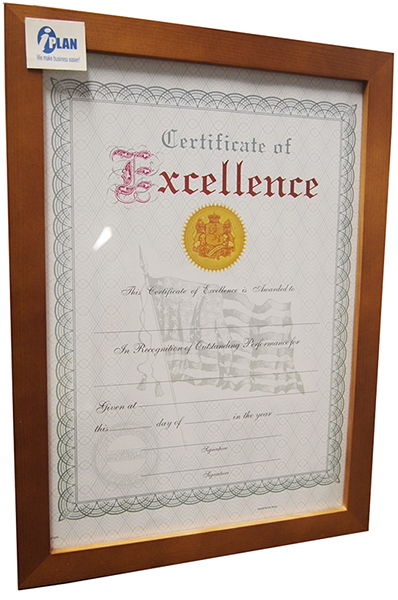 iPLAN
We make business easier!
Certificate of
Excellence
This Certificate of Excellence is Awarded to
In Recognition of Outstanding Performance for
Given at
this day of in the year
Signature
Signature